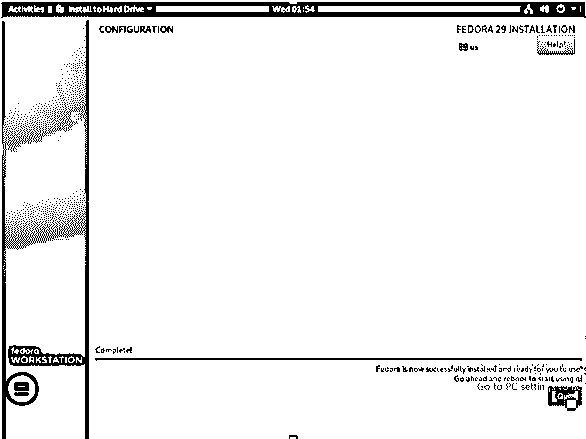 Activities Install to Hard Drive Wed 01:54
CONFIGURATION
FEDORA 29 INSTALLATION
us
Help!
fedora
WORKSTATION
Complete!
Fedora is now successfully installed and ready for you to use
Go ahead and reboot to start using it!
Go to PC settin